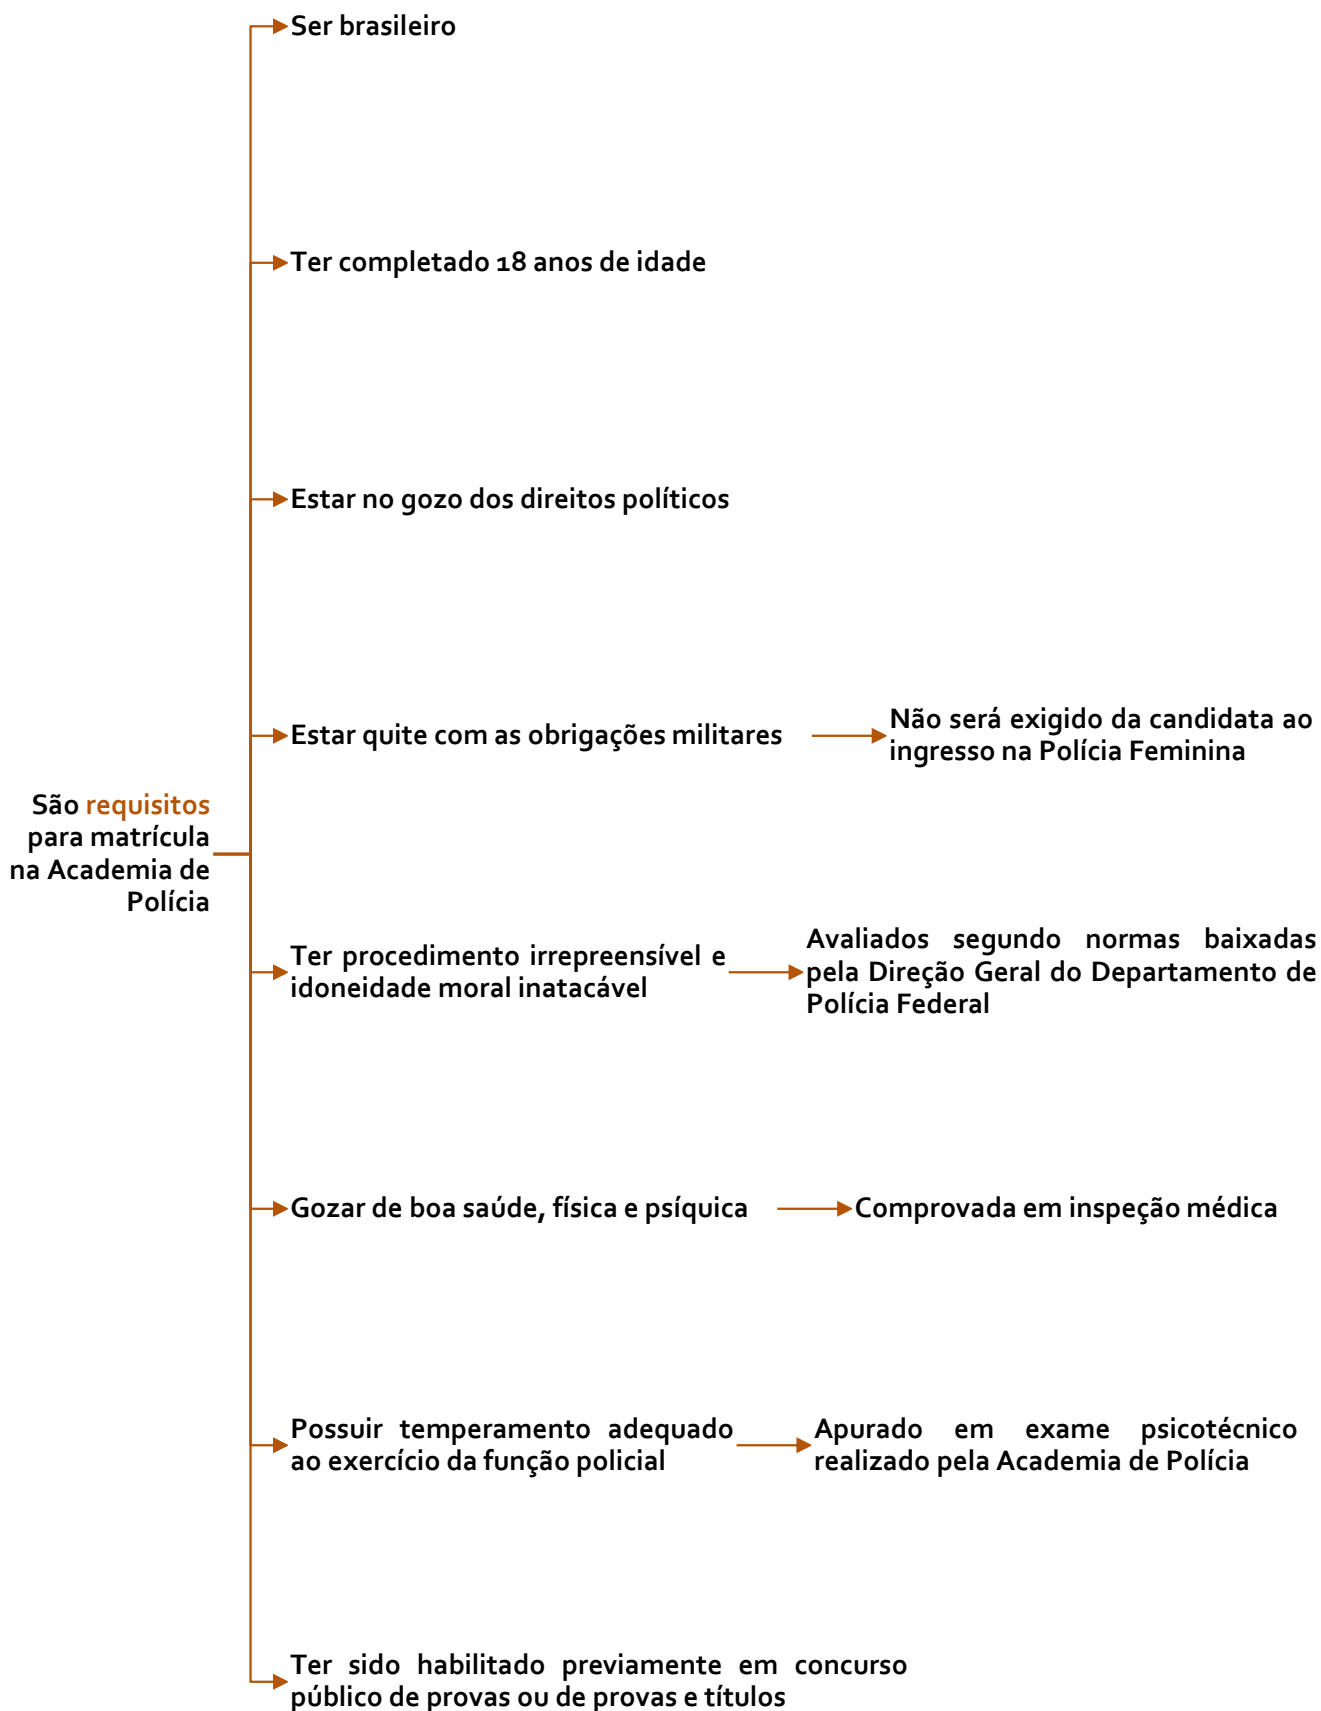 Ser brasileiro
Ter completado 18 anos de idade
Estar no gozo dos direitos políticos
Estar quite com as obrigações militares
Não será exigido da candidata ao
ingresso na Polícia Feminina
São requisitos
para matrícula
na Academia de
Polícia
Ter procedimento irrepreensível e
idoneidade moral inatacável
Avaliados segundo normas baixadas
pela Direção Geral do Departamento de
Polícia Federal
Gozar de boa saúde, física e psíquica
Comprovada em inspeção médica
Possuir temperamento adequado
ao exercício da função policial
Apurado em exame psicotécnico
realizado pela Academia de Polícia
Ter sido habilitado previamente em concurso
público de provas ou de provas e títulos